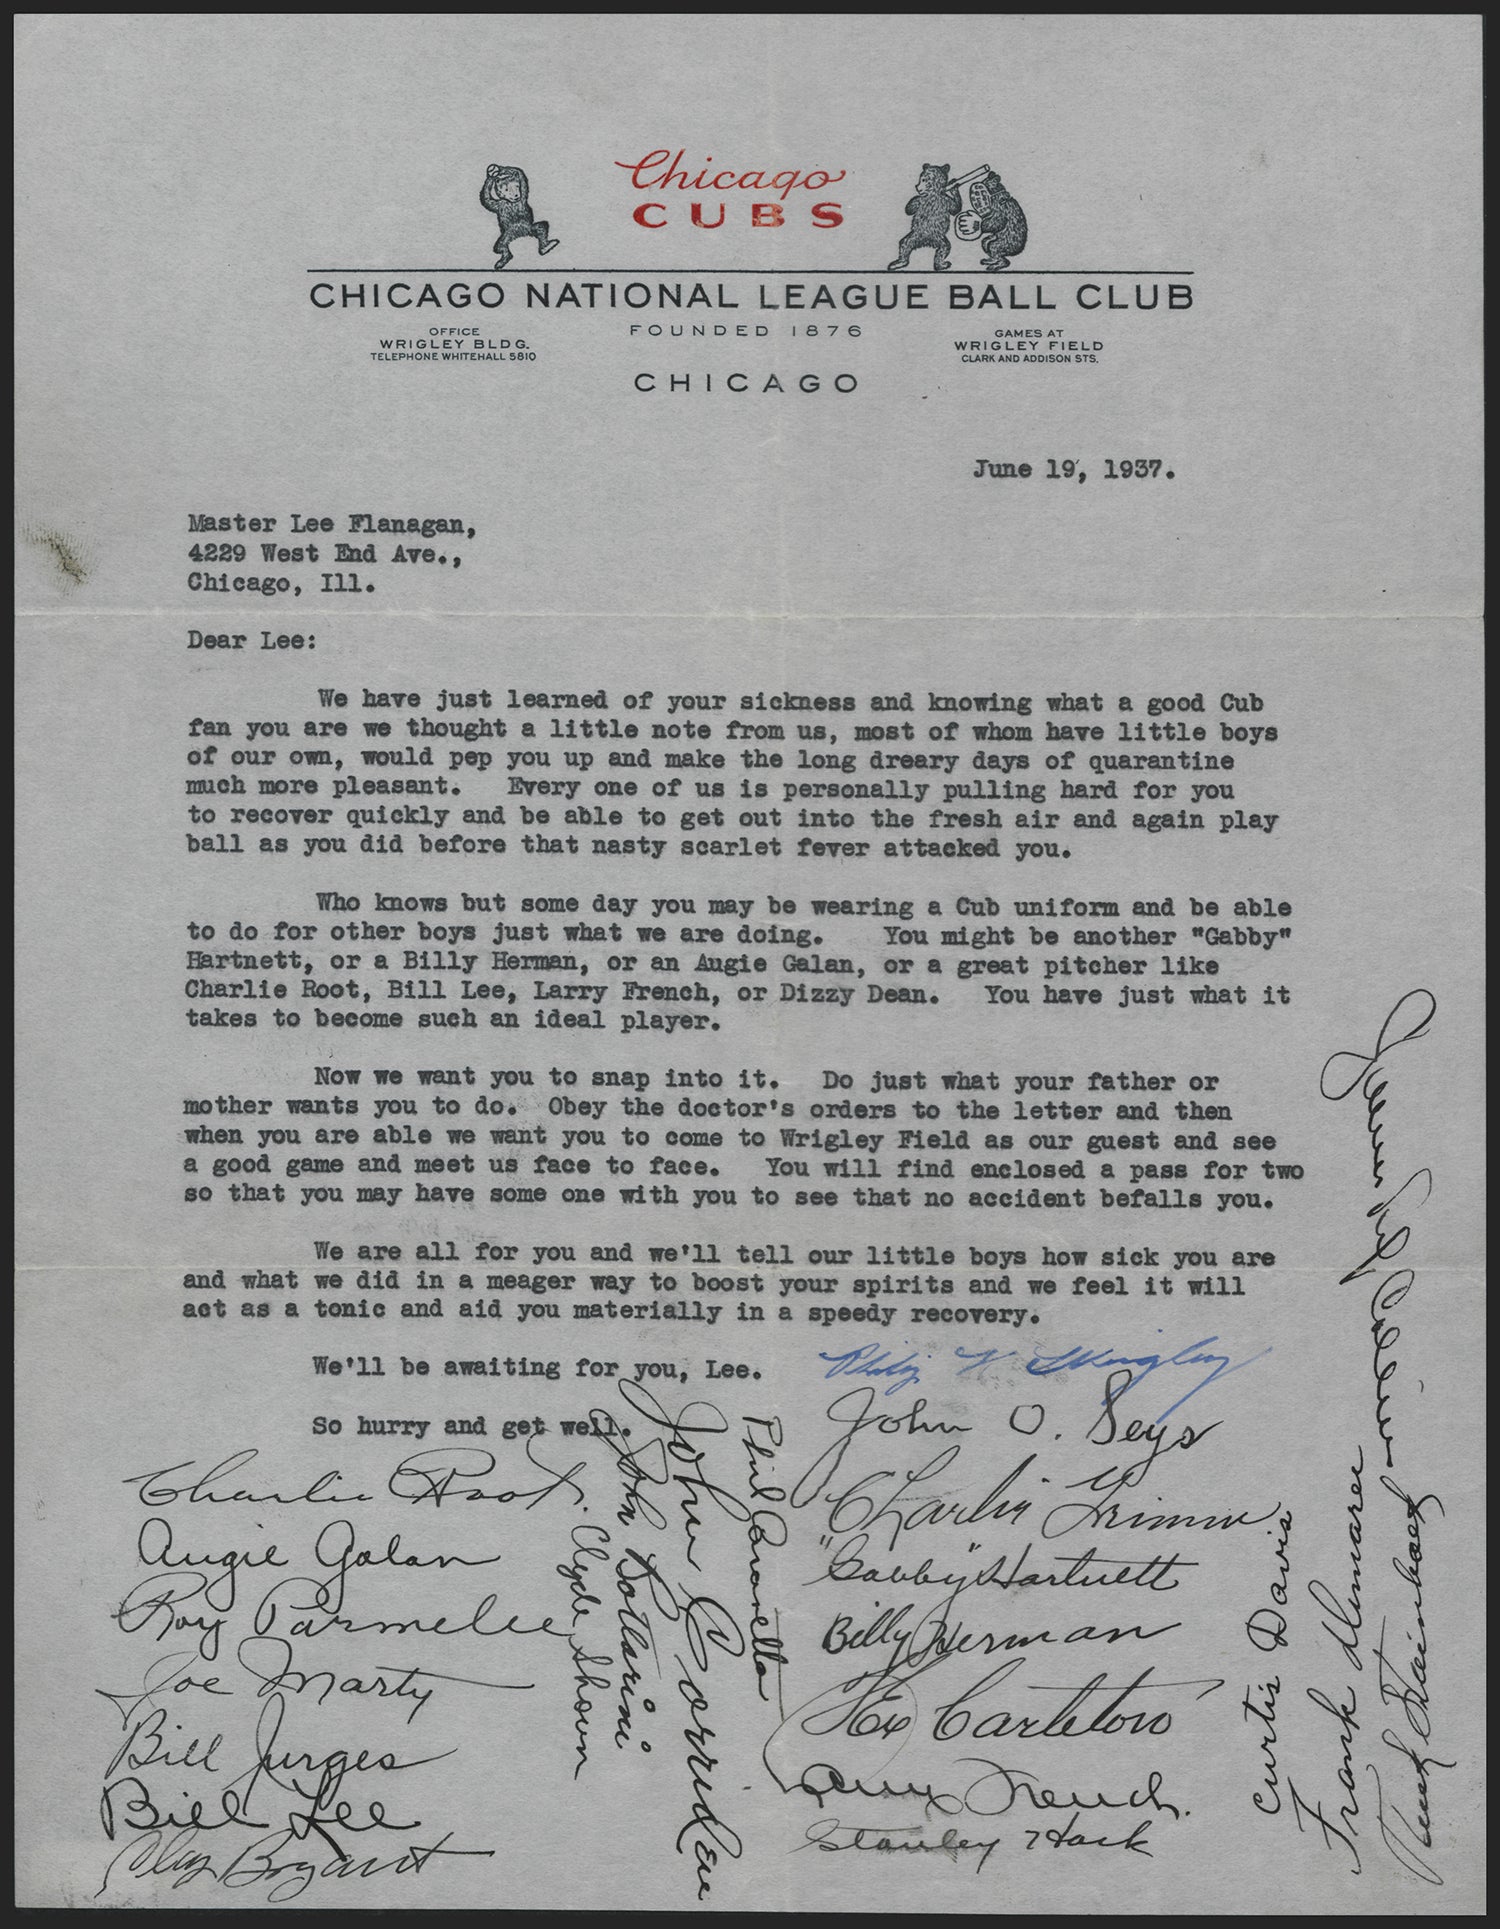 Chicago
CUBS
CHICAGO NATIONAL LEAGUE BALL CLUB
OFFICE
WRIGLEY BLDG.
TELEPHONE WHITEHALL 5810
FOUNDED 1876
GAMES AT
WRIGLEY FIELD
CLARK AND ADDISON STS.
CHICAGO
June 19, 1937.
Master Lee Flanagan,
4229 West End Ave.,
Chicago, Ill.
Dear Lee:
We have just learned of your sickness and knowing what a good Cub
fan you are we thought a little note from us, most of whom have little boys
of our own, would pep you up and make the long dreary days of quarantine
much more pleasant. Every one of us is personally pulling hard for you
to recover quickly and be able to get out into the fresh air and again play
ball as you did before that nasty scarlet fever attacked you.
Who knows but some day you may be wearing a Cub uniform and be able
to do for other boys just what we are doing. You might be another "Gabby"
Hartnett, or a Billy Herman, or an Augie Galan, or a great pitcher like
Charlie Root, Bill Lee, Larry French, or Dizzy Dean. You have just what it
takes to become such an ideal player.
Now we want you to snap into it. Do just what your father or
mother wants you to do. Obey the doctor's orders to the letter and then
when you are able we want you to come to Wrigley Field as our guest and see
a good game and meet us face to face. You will find enclosed a pass for two
so that you may have some one with you to see that no accident befalls you.
We are all for you and we'll tell our little boys how sick you are
and what we did in a meager way to boost your spirits and we feel it will
act as a tonic and aid you materially in a speedy recovery.
We'll be awaiting for you, Lee.
So hurry and get well.
Philip K. Wrigley
John O. Seys
Charlie Grimm
"Gabby" Hartnett
Billy Herman
Tex Carleton
Larry French.
Stanley Hack
Charlie Root.
Augie Galan
Roy Parmelee
Joe Marty
Bill Jurges
Bill Lee
Clay Bryant
Clyde Shoun
John Bottarini
John Corriden
Phil Cavarretta
Curtis Davis
Frank Demaree
Tuck Stainback